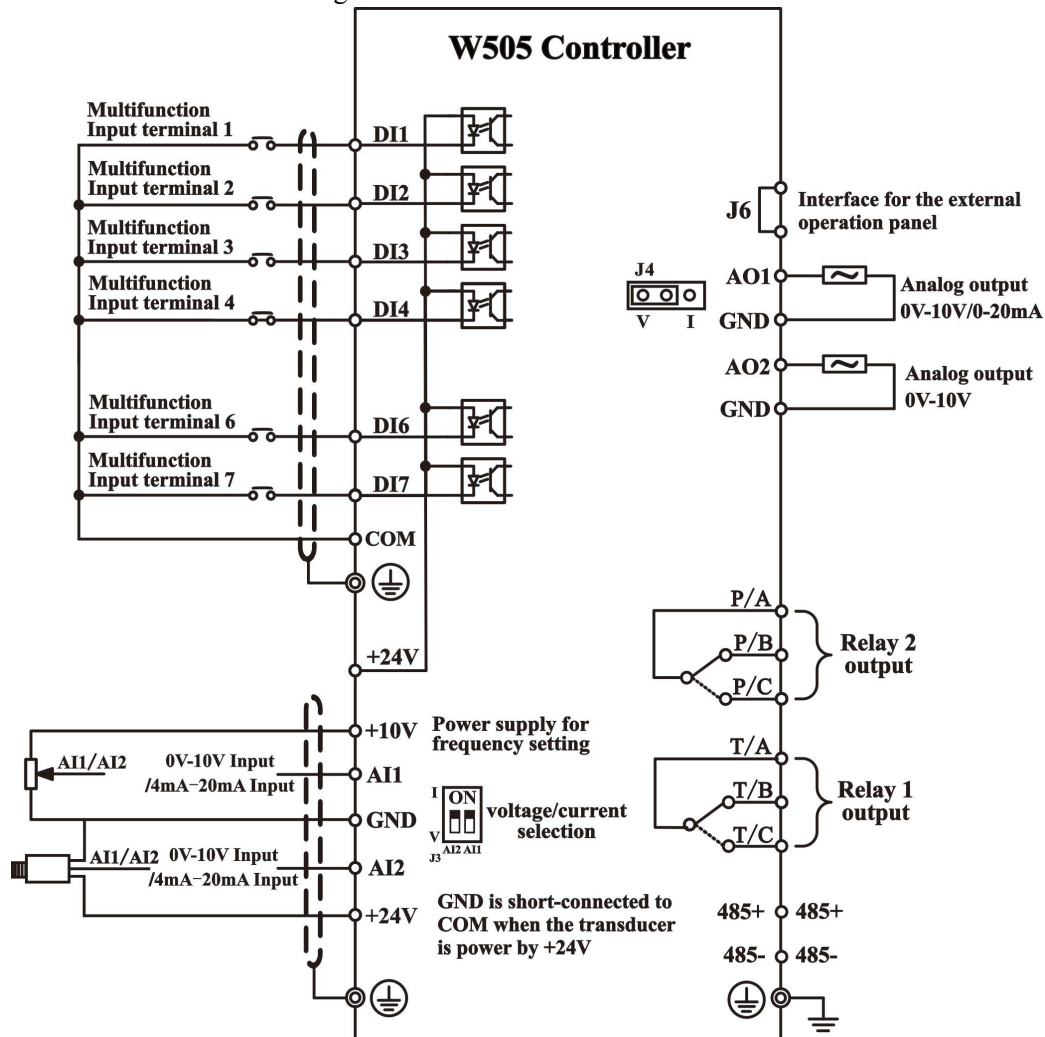 W505 Controller
Multifunction
Input terminal 1
DI1
Multifunction
Input terminal 2
DI2
Multifunction
Input terminal 3
DI3
Multifunction
Input terminal 4
DI4
Multifunction
Input terminal 6
DI6
Multifunction
Input terminal 7
DI7
COM
+24V
+10V
Power supply for
frequency setting
AI1/AI2
0V-10V Input
/4mA-20mA Input
AI1
GND
I
ON
V
J3
AI2 AI1
voltage/current
selection
AI1/AI2
0V-10V Input
/4mA-20mA Input
AI2
+24V
GND is short-connected to
COM when the transducer
is power by +24V
J6
Interface for the external
operation panel
J4
V I
AO1
GND
Analog output
0V-10V/0-20mA
AO2
GND
Analog output
0V-10V
P/A
P/B
P/C
Relay 2
output
T/A
T/B
T/C
Relay 1
output
485+ 485+
485- 485-